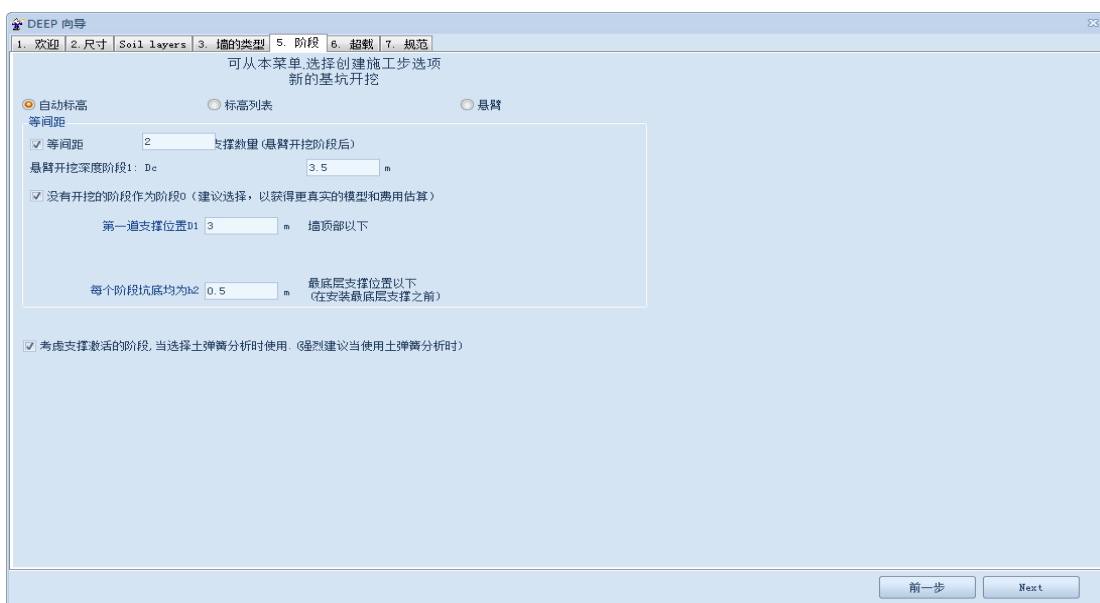 DEEP 向导
1. 欢迎 2.尺寸 Soil layers 3. 墙的类型 5. 阶段 6. 超载 7. 规范
可从本菜单,选择创建施工步选项
新的基坑开挖
自动标高 标高列表 悬臂
等间距
等间距 2 支撑数量(悬臂开挖阶段后)
悬臂开挖深度阶段1: Dc 3.5 m
没有开挖的阶段作为阶段0(建议选择，以获得更真实的模型和费用估算)
第一道支撑位置D1 3 m 墙顶部以下
每个阶段坑底均为h2 0.5 m 最底层支撑位置以下
(在安装最底层支撑之前)
考虑支撑激活的阶段,当选择土弹簧分析时使用. (强烈建议当使用土弹簧分析时)
前一步 Next